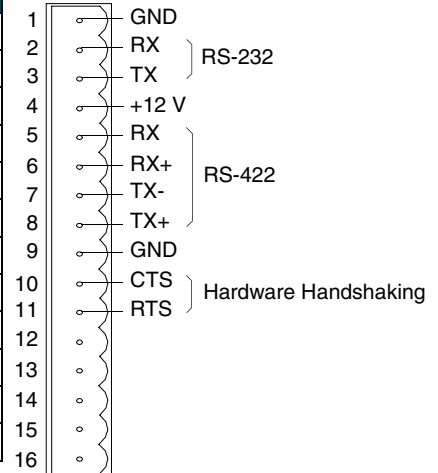 1 GND
2 RX
RS-232
3 TX
4 +12 V
5 RX
6 RX+
RS-422
7 TX-
8 TX+
9 GND
10 CTS
Hardware Handshaking
11 RTS
12
13
14
15
16